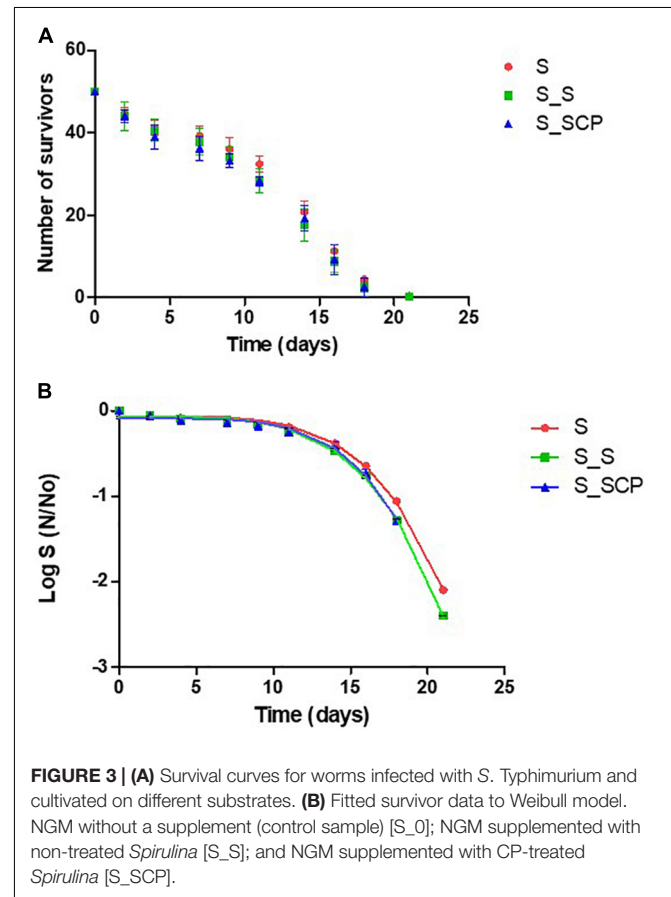 A
60
40
20
0
Number of survivors
0 5 10 15 20 25
Time (days)
S
S_S
S_SCP
B
0
-1
-2
-3
Log S (N/No)
0 5 10 15 20 25
Time (days)
S
S_S
S_SCP
FIGURE 3 | (A) Survival curves for worms infected with S. Typhimurium and
cultivated on different substrates. (B) Fitted survivor data to Weibull model.
NGM without a supplement (control sample) [S_0]; NGM supplemented with
non-treated Spirulina [S_S]; and NGM supplemented with CP-treated
Spirulina [S_SCP].